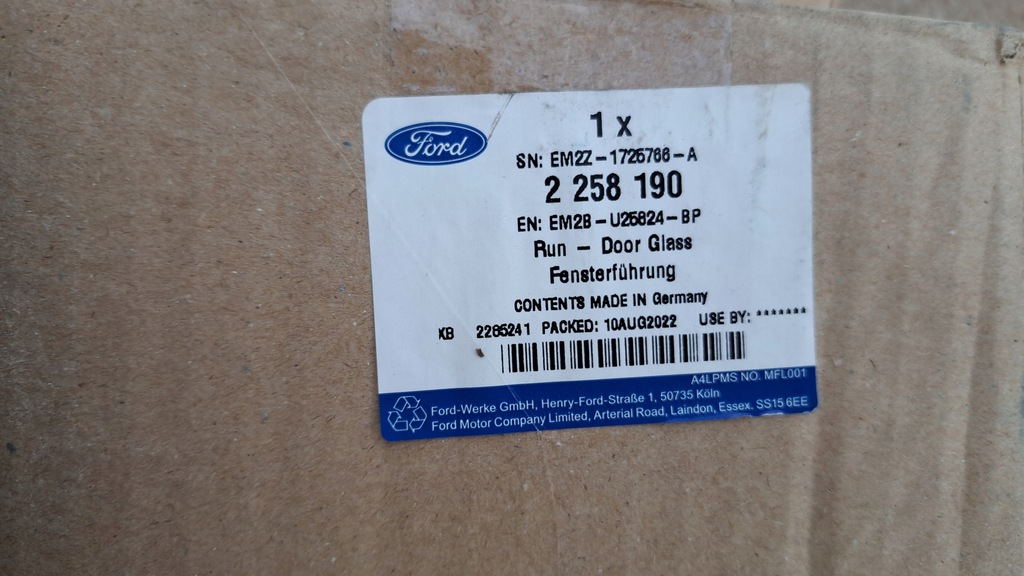 Ford
1 x
SN: EM2Z-1725766-A
2 258 190
EN: EM2B-U25824-BP
Run - Door Glass
Fensterführung
CONTENTS MADE IN Germany
KB 2265241 PACKED: 10AUG2022 USE BY: *******
A4LPMS NO. MFL001
Ford-Werke GmbH, Henry-Ford-Straße 1, 50735 Köln
Ford Motor Company Limited, Arterial Road, Laindon, Essex. SS15 6EE